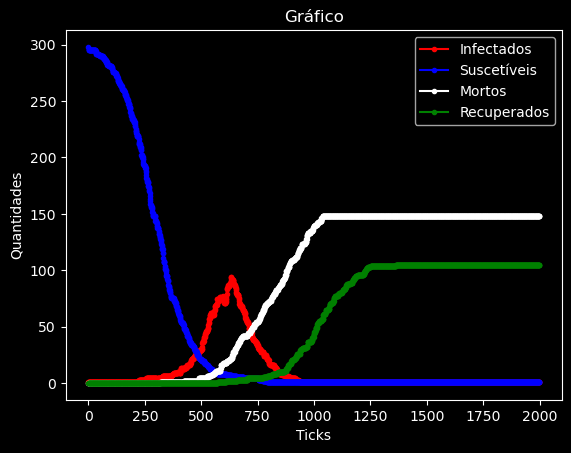 Gráfico
Infectados
Suscetíveis
Mortos
Recuperados
Quantidades
300
250
200
150
100
50
0
0 250 500 750 1000 1250 1500 1750 2000
Ticks